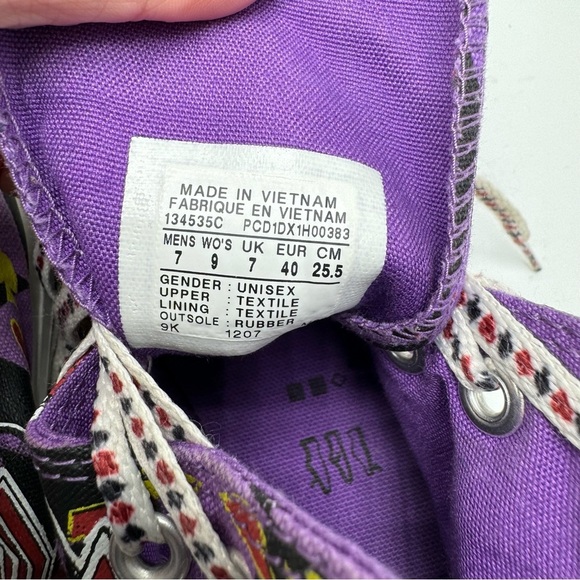 MADE IN VIETNAM
FABRIQUE EN VIETNAM
134535C PCD1DX1H00383
MENS WO'S UK EUR CM
7 9 7 40 25.5
GENDER : UNISEX
UPPER : TEXTILE
LINING : TEXTILE
OUTSOLE : RUBBER
9K 1207